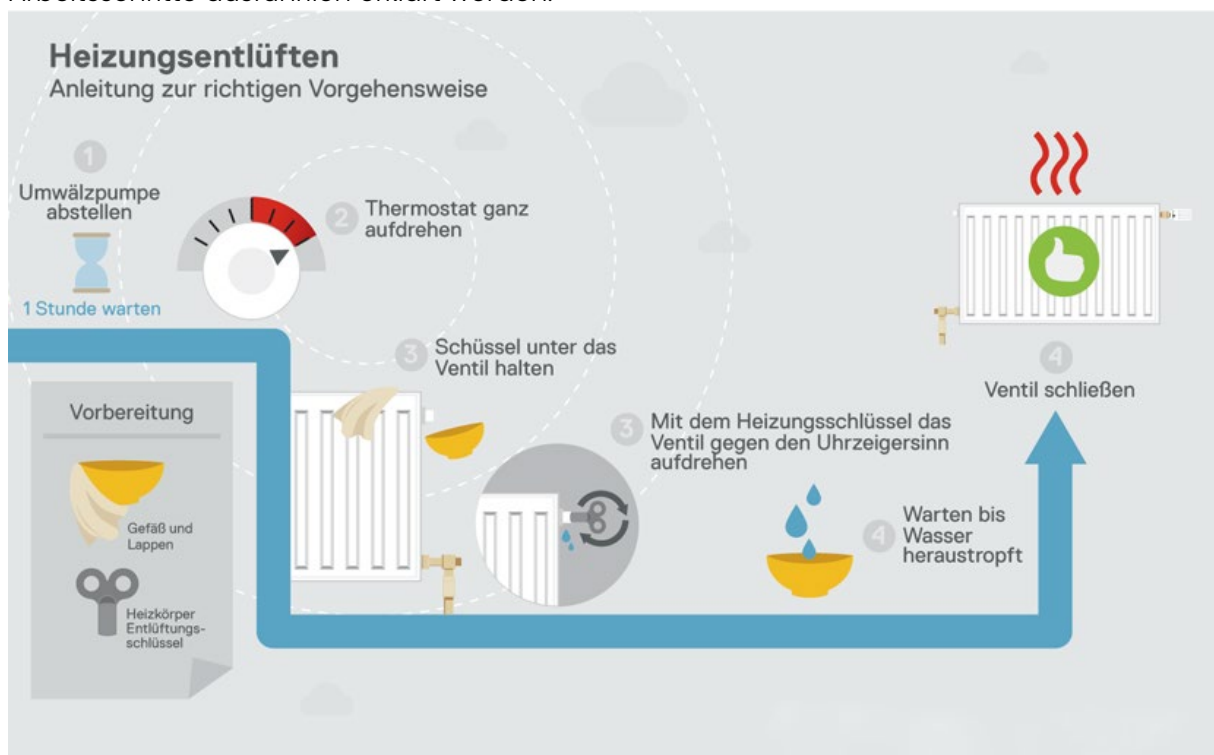 Heizungsentlüften
Anleitung zur richtigen Vorgehensweise
1
Umwälzpumpe
abstellen
1 Stunde warten
2
Thermostat ganz
aufdrehen
3
Schüssel unter das
Ventil halten
Vorbereitung
Gefäß und
Lappen
Heizkörper
Entlüftungs-
schlüssel
3
Mit dem Heizungsschlüssel das
Ventil gegen den Uhrzeigersinn
aufdrehen
4
Warten bis
Wasser
heraustropft
4
Ventil schließen